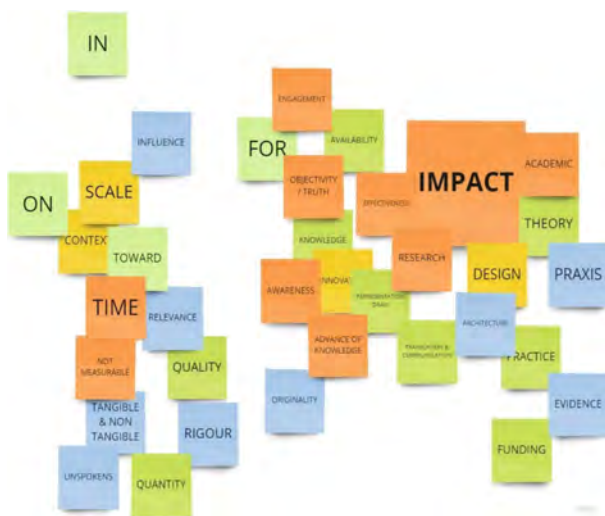 IN
INFLUENCE
ON
SCALE
CONTEXT
TOWARD
TIME
RELEVANCE
NOT
MEASURABLE
QUALITY
TANGIBLE
& NON
TANGIBLE
RIGOUR
UNSPOKENS
QUANTITY
ENGAGEMENT
FOR
AVAILABILITY
OBJECTIVITY
/ TRUTH
EFFECTIVENESS
IMPACT
ACADEMIC
THEORY
KNOWLEDGE
RESEARCH
AWARENESS
DESIGN
PRAXIS
ADVANCE OF
KNOWLEDGE
ARCHITECTURE
ORIGINALITY
PRACTICE
EVIDENCE
FUNDING